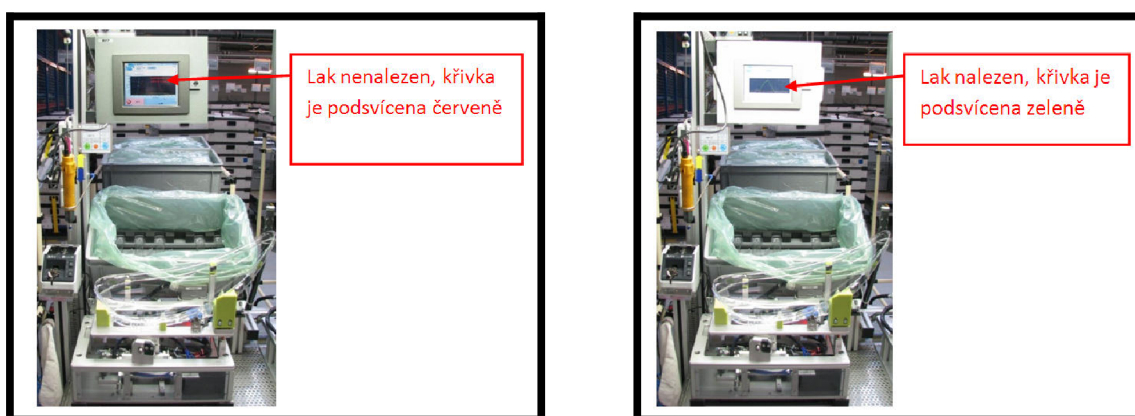 Lak nenalezen, křivka
je podsvícena červeně
Lak nalezen, křivka je
podsvícena zeleně